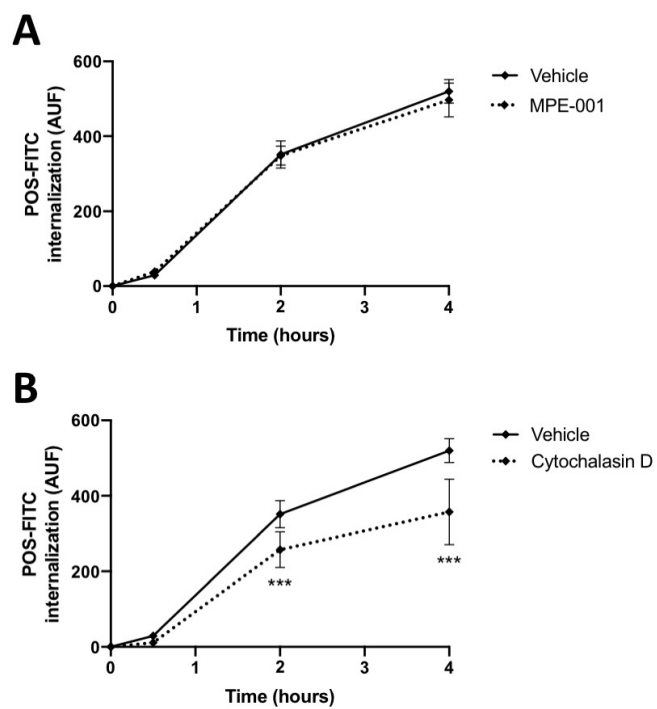 A
600
400
200
0
POS-FITC
internalization (AUF)
0 1 2 3 4
Time (hours)
Vehicle
MPE-001
B
600
400
200
0
POS-FITC
internalization (AUF)
***
***
0 1 2 3 4
Time (hours)
Vehicle
Cytochalasin D